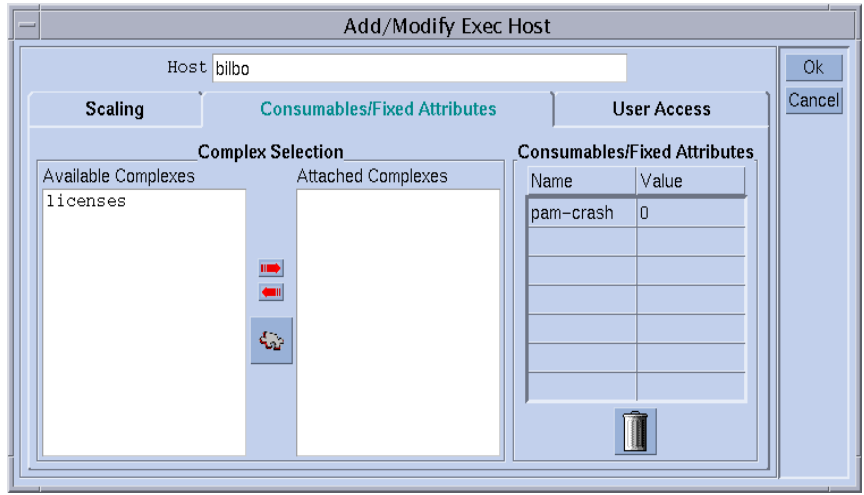 Add/Modify Exec Host
Host bilbo
Ok
Cancel
Scaling
Consumables/Fixed Attributes
User Access
Complex Selection
Available Complexes
Attached Complexes
licenses
Consumables/Fixed Attributes
Name Value
pam-crash 0